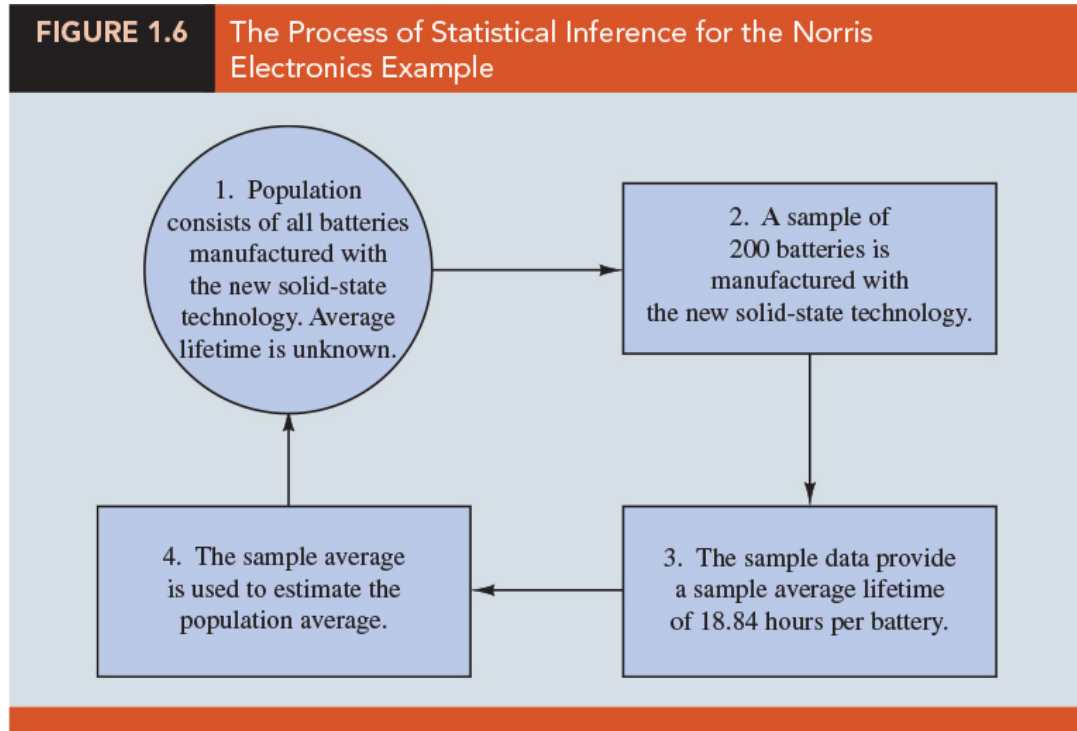 FIGURE 1.6
The Process of Statistical Inference for the Norris
Electronics Example
1. Population
consists of all batteries
manufactured with
the new solid-state
technology. Average
lifetime is unknown.
2. A sample of
200 batteries is
manufactured with
the new solid-state technology.
3. The sample data provide
a sample average lifetime
of 18.84 hours per battery.
4. The sample average
is used to estimate the
population average.